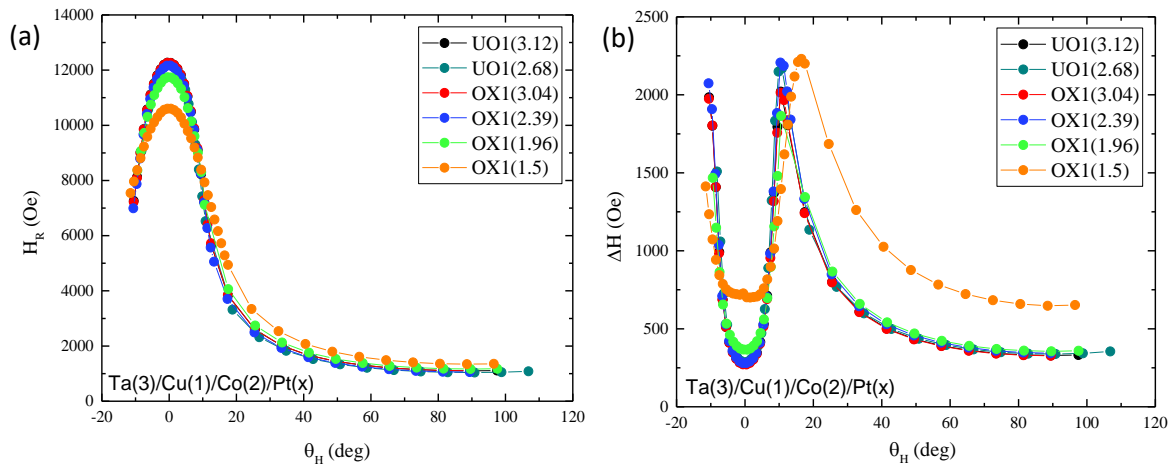 (a)
H_R (Oe)
14000
12000
10000
8000
6000
4000
2000
0
UO1(3.12)
UO1(2.68)
OX1(3.04)
OX1(2.39)
OX1(1.96)
OX1(1.5)
Ta(3)/Cu(1)/Co(2)/Pt(x)
-20 0 20 40 60 80 100 120
θ_H (deg)
(b)
ΔH (Oe)
2500
2000
1500
1000
500
0
UO1(3.12)
UO1(2.68)
OX1(3.04)
OX1(2.39)
OX1(1.96)
OX1(1.5)
Ta(3)/Cu(1)/Co(2)/Pt(x)
-20 0 20 40 60 80 100 120
θ_H (deg)